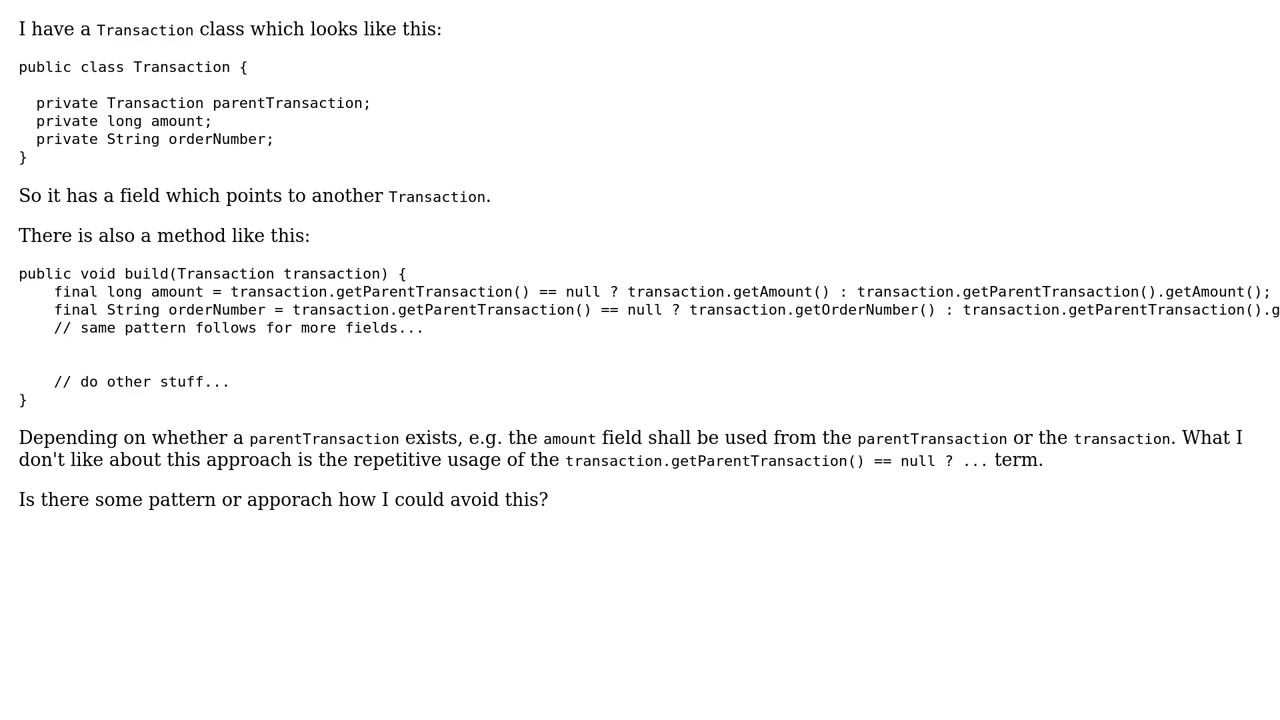 I have a Transaction class which looks like this:
public class Transaction {
  private Transaction parentTransaction;
  private long amount;
  private String orderNumber;
}
So it has a field which points to another Transaction.
There is also a method like this:
public void build(Transaction transaction) {
    final long amount = transaction.getParentTransaction() == null ? transaction.getAmount() : transaction.getParentTransaction().getAmount();
    final String orderNumber = transaction.getParentTransaction() == null ? transaction.getOrderNumber() : transaction.getParentTransaction().g
    // same pattern follows for more fields...
    // do other stuff...
}
Depending on whether a parentTransaction exists, e.g. the amount field shall be used from the parentTransaction or the transaction. What I
don't like about this approach is the repetitive usage of the transaction.getParentTransaction() == null ? ... term.
Is there some pattern or apporach how I could avoid this?